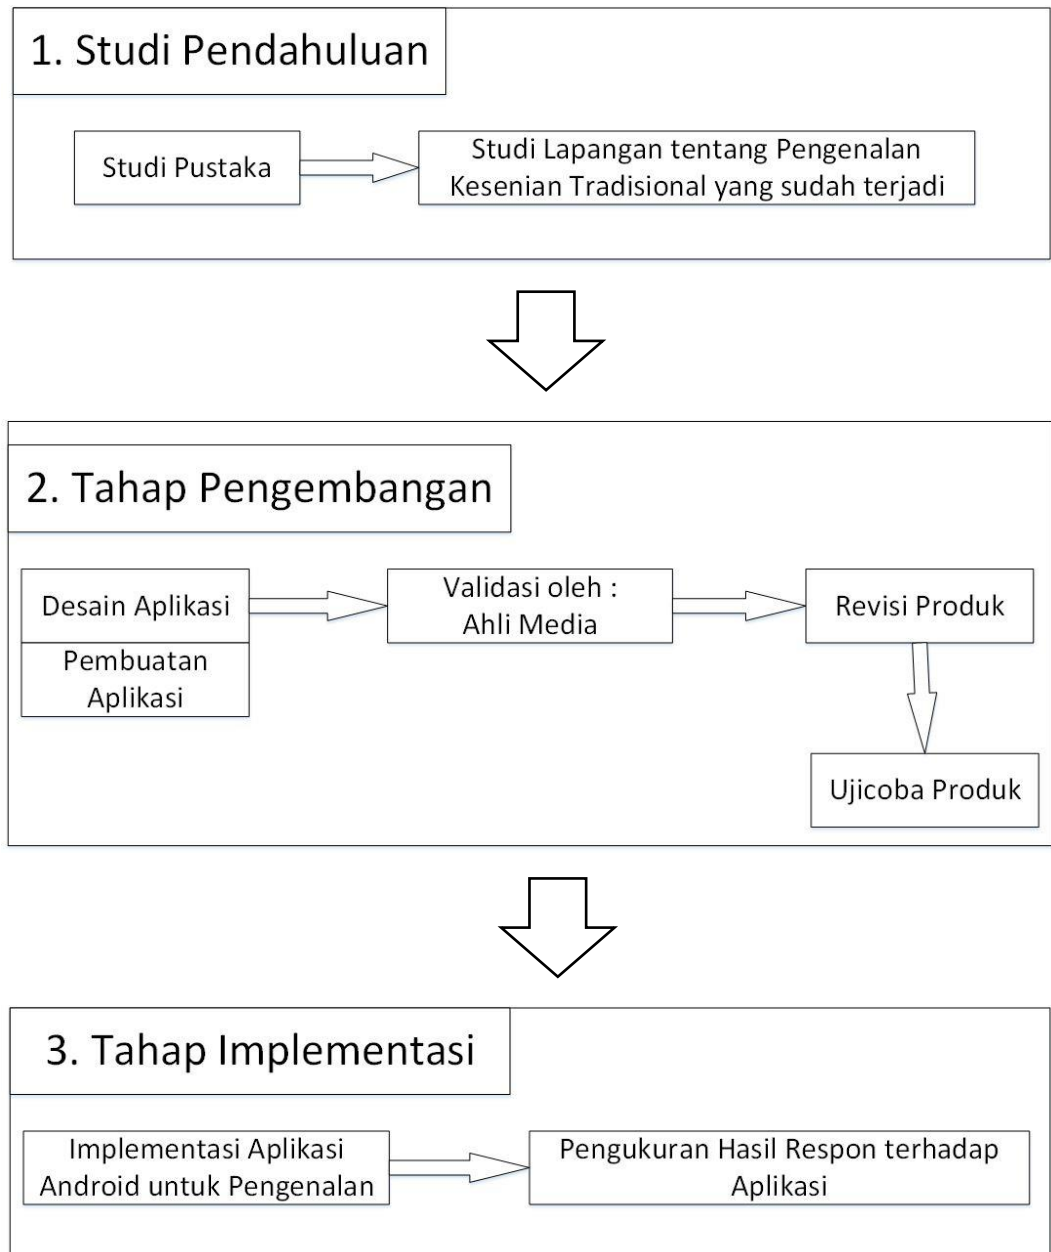 1. Studi Pendahuluan
Studi Pustaka
Studi Lapangan tentang Pengenalan
Kesenian Tradisional yang sudah terjadi
2. Tahap Pengembangan
Desain Aplikasi
Pembuatan
Aplikasi
Validasi oleh :
Ahli Media
Revisi Produk
Ujicoba Produk
3. Tahap Implementasi
Implementasi Aplikasi
Android untuk Pengenalan
Pengukuran Hasil Respon terhadap
Aplikasi